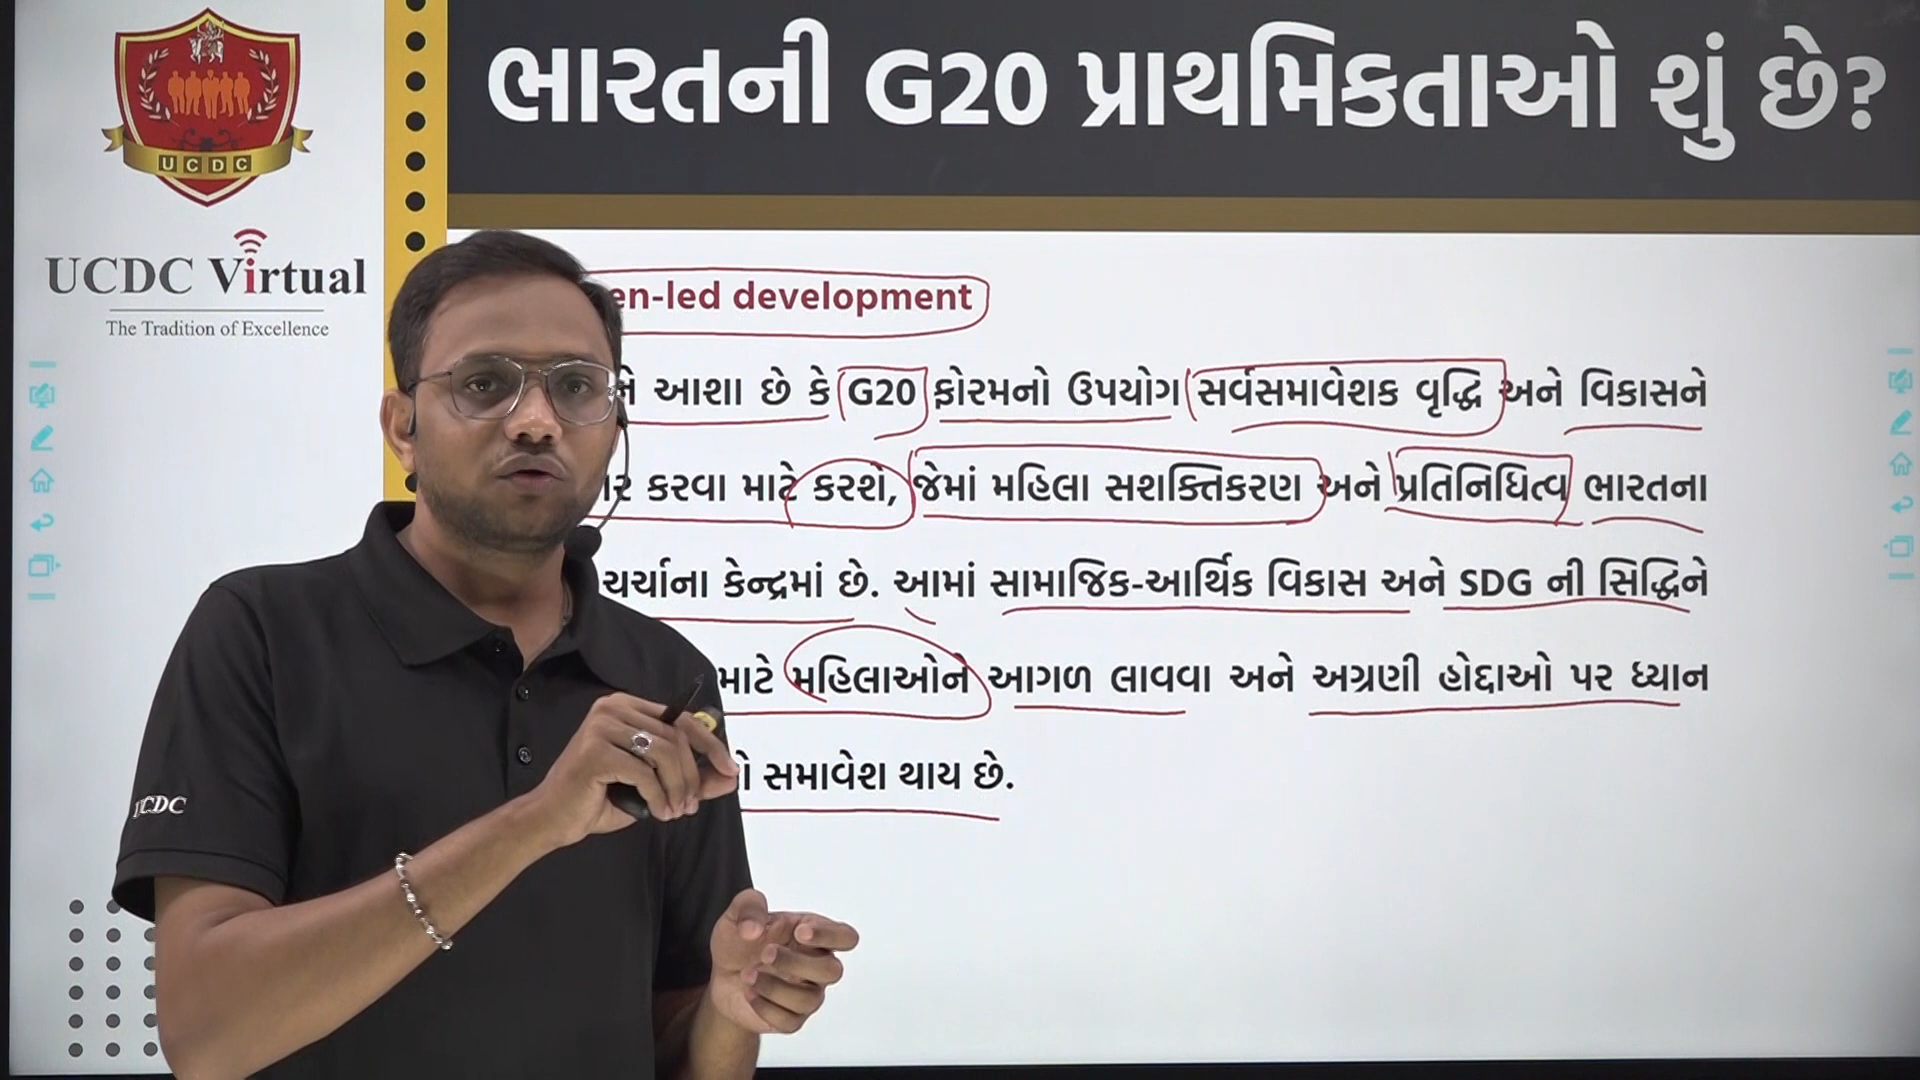 UCDC
UCDC Virtual
The Tradition of Excellence
ભારતની G20 પ્રાથમિકતાઓ શું છે?
en-led development
આશા છે કે G20 ફોરમનો ઉપયોગ સર્વસમાવેશક વૃદ્ધિ અને વિકાસને
કરવા માટે કરશે, જેમાં મહિલા સશક્તિકરણ અને પ્રતિનિધિત્વ ભારતના
ચર્ચાના કેન્દ્રમાં છે. આમાં સામાજિક-આર્થિક વિકાસ અને SDG ની સિદ્ધિને
માટે મહિલાઓને આગળ લાવવા અને અગ્રણી હોદ્દાઓ પર ધ્યાન
સમાવેશ થાય છે.
UCDC